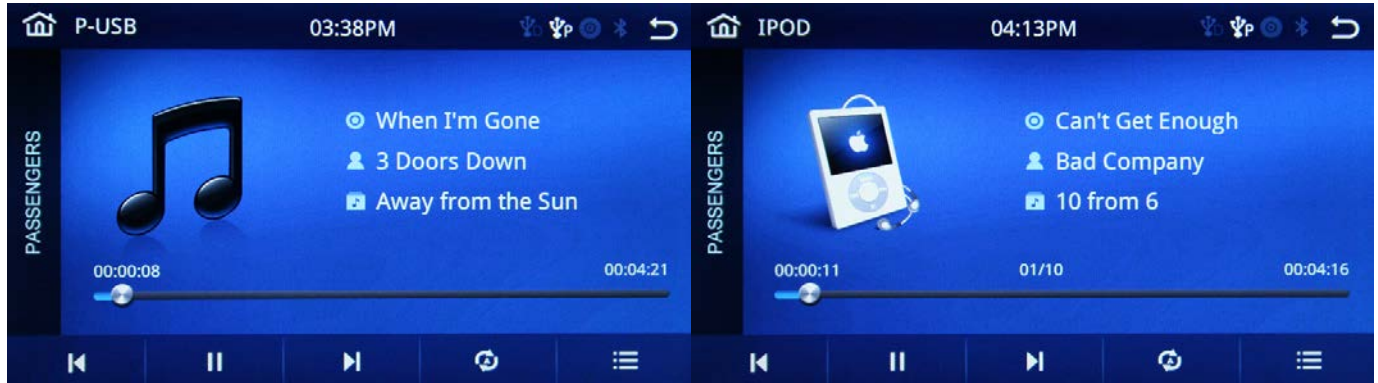 P-USB
03:38PM
D
P
PASSENGERS
When I'm Gone
3 Doors Down
Away from the Sun
00:00:08
00:04:21
A
IPOD
04:13PM
D
P
PASSENGERS
Can't Get Enough
Bad Company
10 from 6
00:00:11
01/10
00:04:16
A